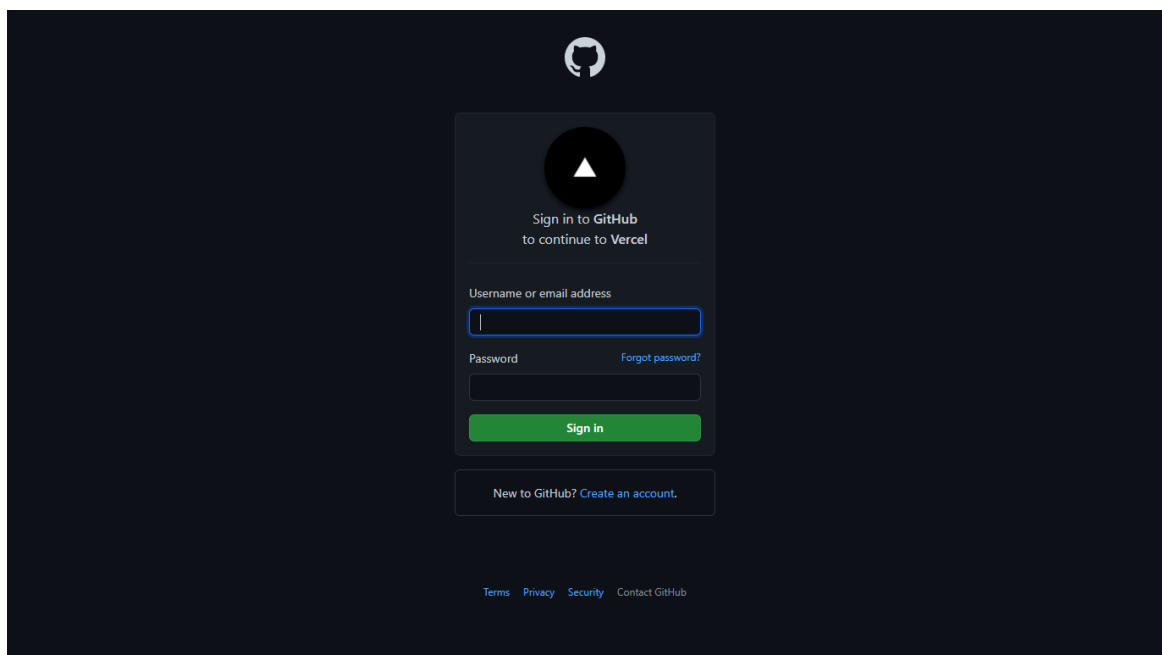 Sign in to GitHub
to continue to Vercel
Username or email address
Password Forgot password?
Sign in
New to GitHub? Create an account.
Terms Privacy Security Contact GitHub